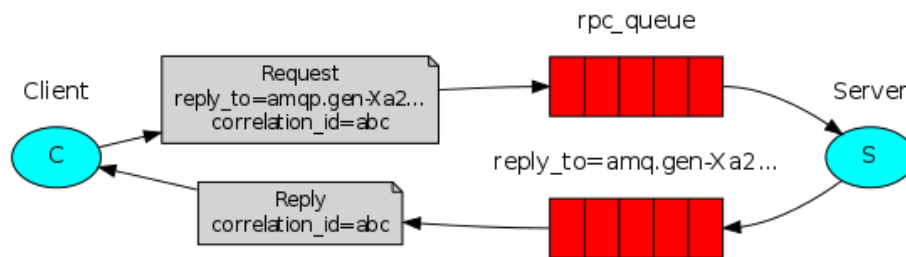 rpc_queue
Client
Request
reply_to=amqp.gen-Xa2...
correlation_id=abc
Server
C
S
reply_to=amq.gen-Xa2...
Reply
correlation_id=abc